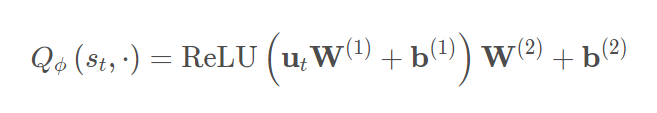 Q_ϕ (s_t, ·) = ReLU (u_t W^(1) + b^(1)) W^(2) + b^(2)